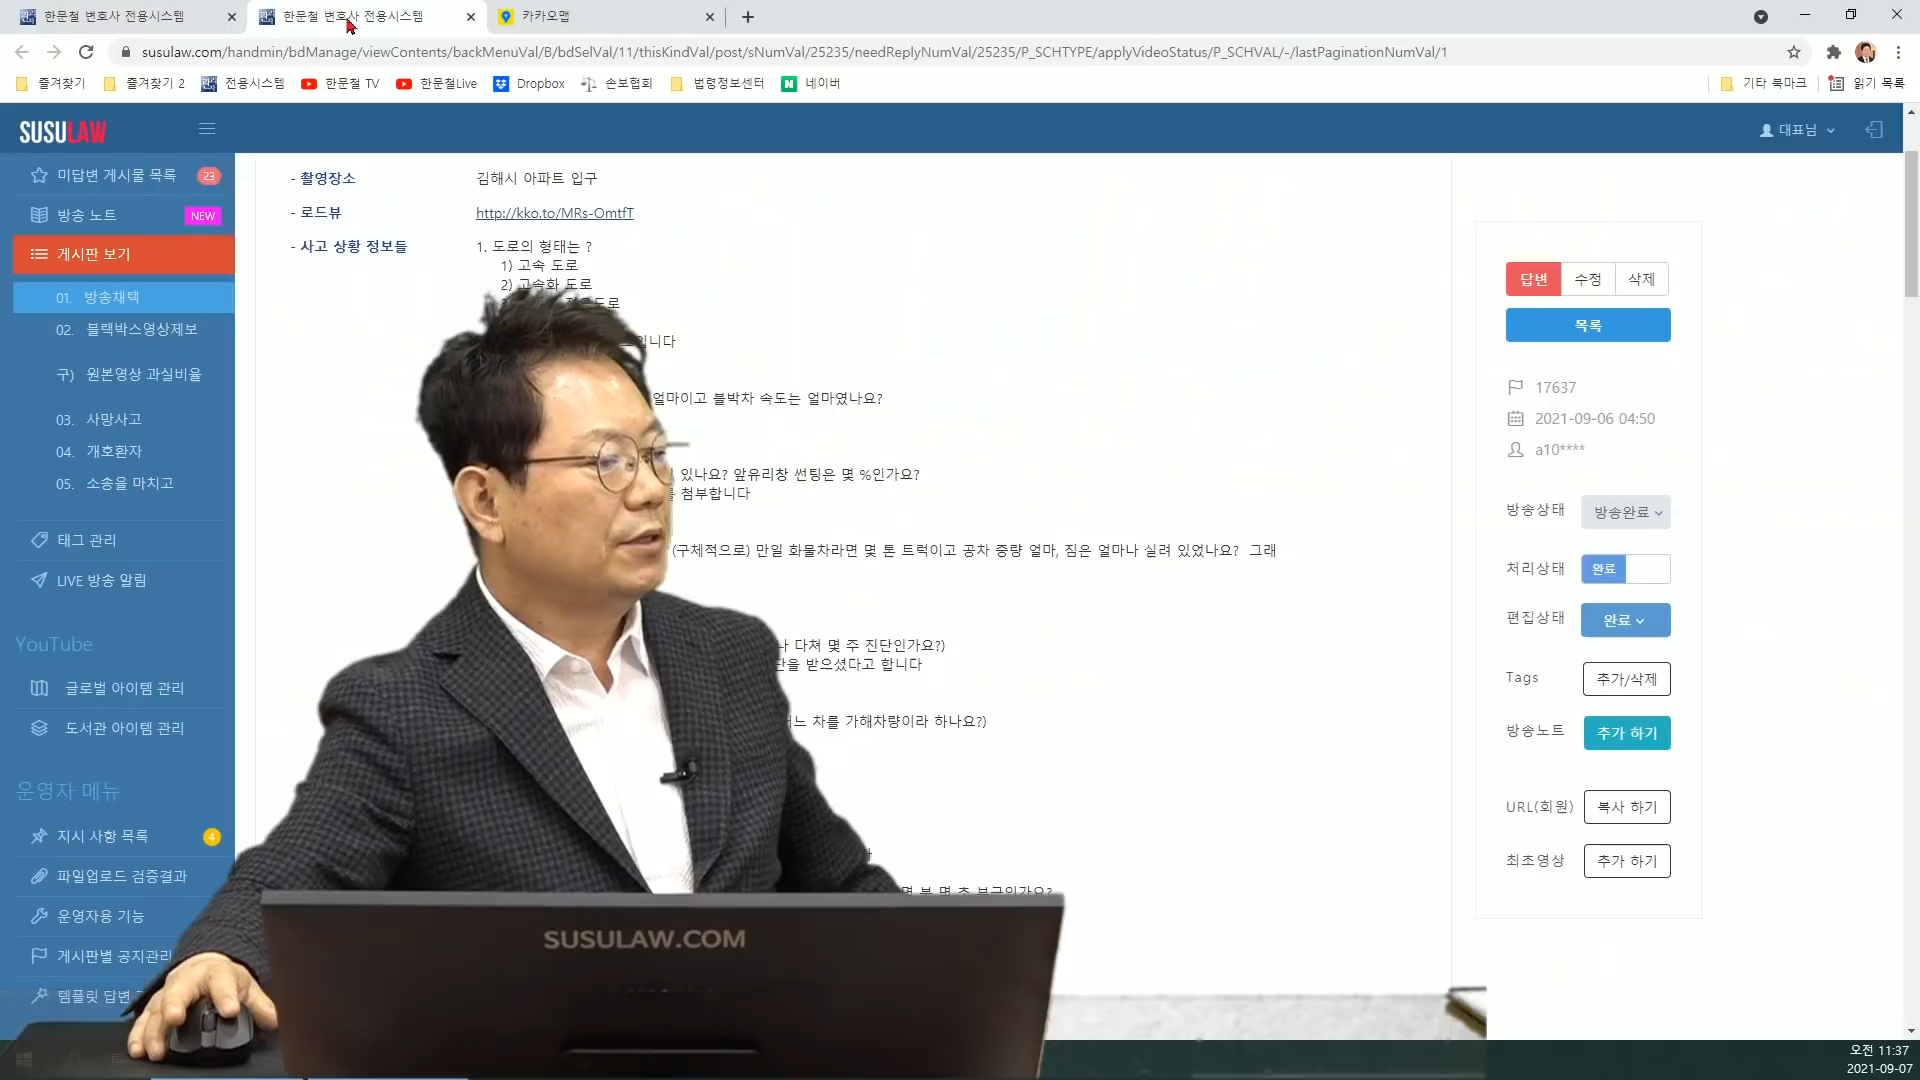 한문철 변호사 전용시스템
한문철 변호사 전용시스템
카카오맵
susulaw.com/handmin/bdManage/viewContents/backMenuVal/B/bdSelVal/11/thisKindVal/post/sNumVal/25235/needReplyNumVal/25235/P_SCHTYPE/applyVideoStatus/P_SCHVAL/-/lastPaginationNumVal/1
즐겨찾기
즐겨찾기 2
전용시스템
한문철 TV
한문철Live
Dropbox
손보협회
법령정보센터
네이버
기타 북마크
읽기 목록
SUSULAW
대표님
미답변 게시물 목록 23
방송 노트 NEW
게시판 보기
01. 방송채택
02. 블랙박스영상제보
구) 원본영상 과실비율
03. 사망사고
04. 개호환자
05. 소송을 마치고
태그 관리
LIVE 방송 알림
YouTube
글로벌 아이템 관리
도서관 아이템 관리
운영자 메뉴
지시 사항 목록 4
파일업로드 검증결과
운영자용 기능
게시판별 공지관리
템플릿 답변
- 촬영장소 김해시 아파트 입구
- 로드뷰 http://kko.to/MRs-OmtfT
- 사고 상황 정보들 1. 도로의 형태는 ?
1) 고속 도로
2) 고속화 도로
도로
입니다
얼마이고 블박차 속도는 얼마였나요?
있나요? 앞유리창 썬팅은 몇 %인가요?
첨부합니다
(구체적으로) 만일 화물차라면 몇 톤 트럭이고 공차 중량 얼마, 짐은 얼마나 실려 있었나요? 그래
다쳐 몇 주 진단인가요?)
받으셨다고 합니다
차를 가해차량이라 하나요?)
답변 수정 삭제
목록
17637
2021-09-06 04:50
a10****
방송상태 방송완료
처리상태 완료
편집상태 완료
Tags 추가/삭제
방송노트 추가 하기
URL(회원) 복사 하기
최초영상 추가 하기
SUSULAW.COM
오전 11:37
2021-09-07